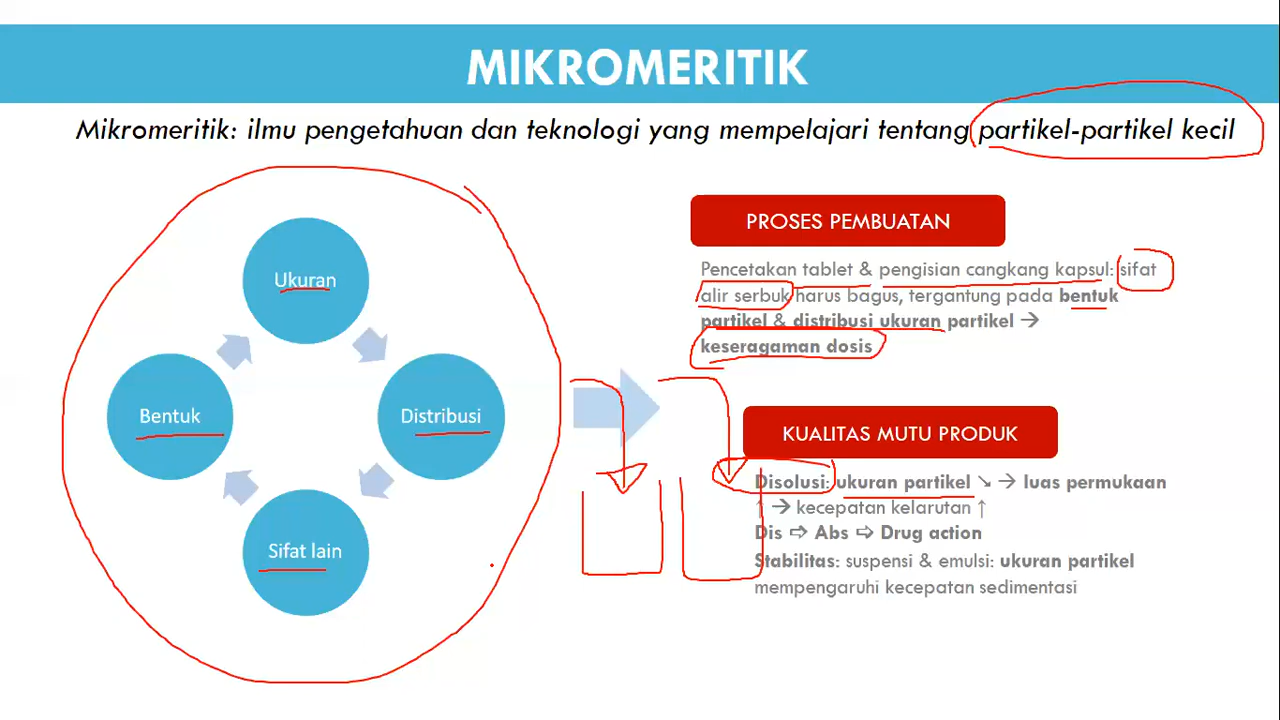 MIKROMERITIK
Mikromeritik: ilmu pengetahuan dan teknologi yang mempelajari tentang partikel-partikel kecil
Ukuran
Distribusi
Sifat lain
Bentuk
PROSES PEMBUATAN
Pencetakan tablet & pengisian cangkang kapsul: sifat
alir serbuk harus bagus, tergantung pada bentuk
partikel & distribusi ukuran partikel →
keseragaman dosis
KUALITAS MUTU PRODUK
Disolusi: ukuran partikel ↘ → luas permukaan
↑ → kecepatan kelarutan ↑
Dis ⇨ Abs ⇨ Drug action
Stabilitas: suspensi & emulsi: ukuran partikel
mempengaruhi kecepatan sedimentasi